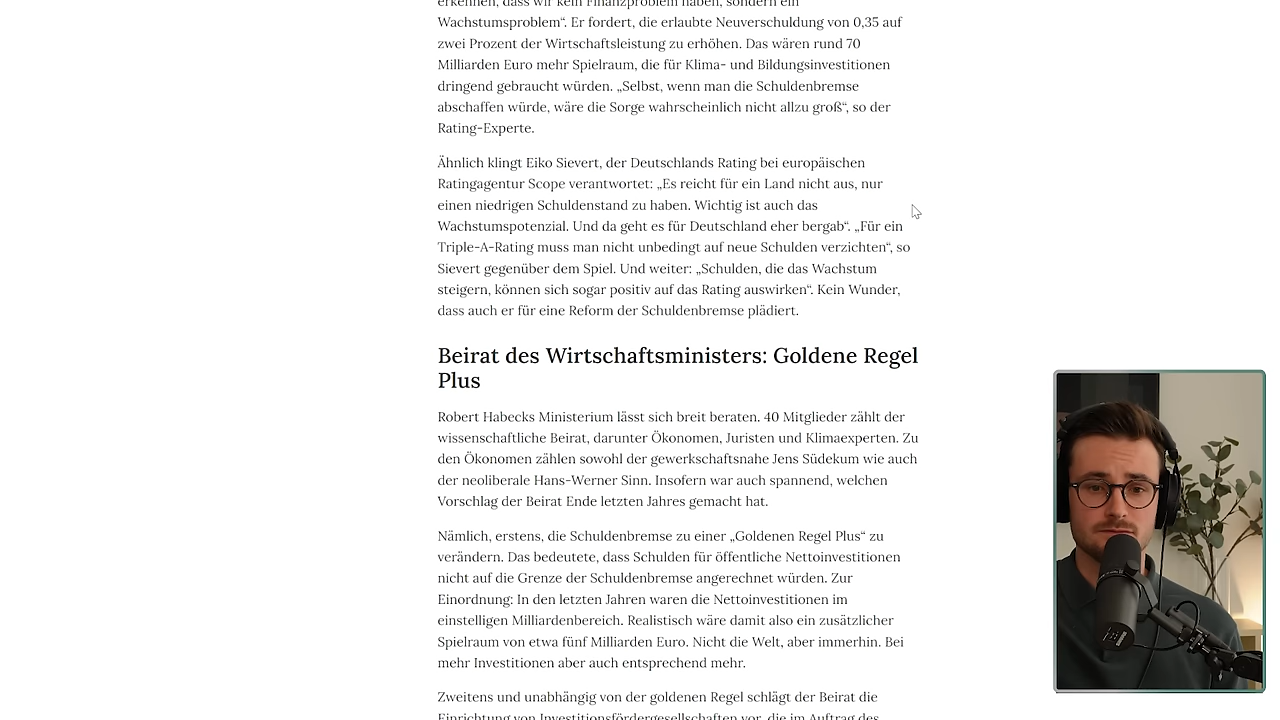 erkennen, dass wir kein Finanzproblem haben, sondern ein
Wachstumsproblem“. Er fordert, die erlaubte Neuverschuldung von 0,35 auf
zwei Prozent der Wirtschaftsleistung zu erhöhen. Das wären rund 70
Milliarden Euro mehr Spielraum, die für Klima- und Bildungsinvestitionen
dringend gebraucht würden. „Selbst, wenn man die Schuldenbremse
abschaffen würde, wäre die Sorge wahrscheinlich nicht allzu groß“, so der
Rating-Experte.
Ähnlich klingt Eiko Sievert, der Deutschlands Rating bei europäischen
Ratingagentur Scope verantwortet: „Es reicht für ein Land nicht aus, nur
einen niedrigen Schuldenstand zu haben. Wichtig ist auch das
Wachstumspotenzial. Und da geht es für Deutschland eher bergab“. „Für ein
Triple-A-Rating muss man nicht unbedingt auf neue Schulden verzichten“, so
Sievert gegenüber dem Spiel. Und weiter: „Schulden, die das Wachstum
steigern, können sich sogar positiv auf das Rating auswirken“. Kein Wunder,
dass auch er für eine Reform der Schuldenbremse plädiert.
Beirat des Wirtschaftsministers: Goldene Regel
Plus
Robert Habecks Ministerium lässt sich breit beraten. 40 Mitglieder zählt der
wissenschaftliche Beirat, darunter Ökonomen, Juristen und Klimaexperten. Zu
den Ökonomen zählen sowohl der gewerkschaftsnahe Jens Südekum wie auch
der neoliberale Hans-Werner Sinn. Insofern war auch spannend, welchen
Vorschlag der Beirat Ende letzten Jahres gemacht hat.
Nämlich, erstens, die Schuldenbremse zu einer „Goldenen Regel Plus“ zu
verändern. Das bedeutete, dass Schulden für öffentliche Nettoinvestitionen
nicht auf die Grenze der Schuldenbremse angerechnet würden. Zur
Einordnung: In den letzten Jahren waren die Nettoinvestitionen im
einstelligen Milliardenbereich. Realistisch wäre damit also ein zusätzlicher
Spielraum von etwa fünf Milliarden Euro. Nicht die Welt, aber immerhin. Bei
mehr Investitionen aber auch entsprechend mehr.
Zweitens und unabhängig von der goldenen Regel schlägt der Beirat die
Einrichtung von Investitionsfördergesellschaften vor, die im Auftrag des